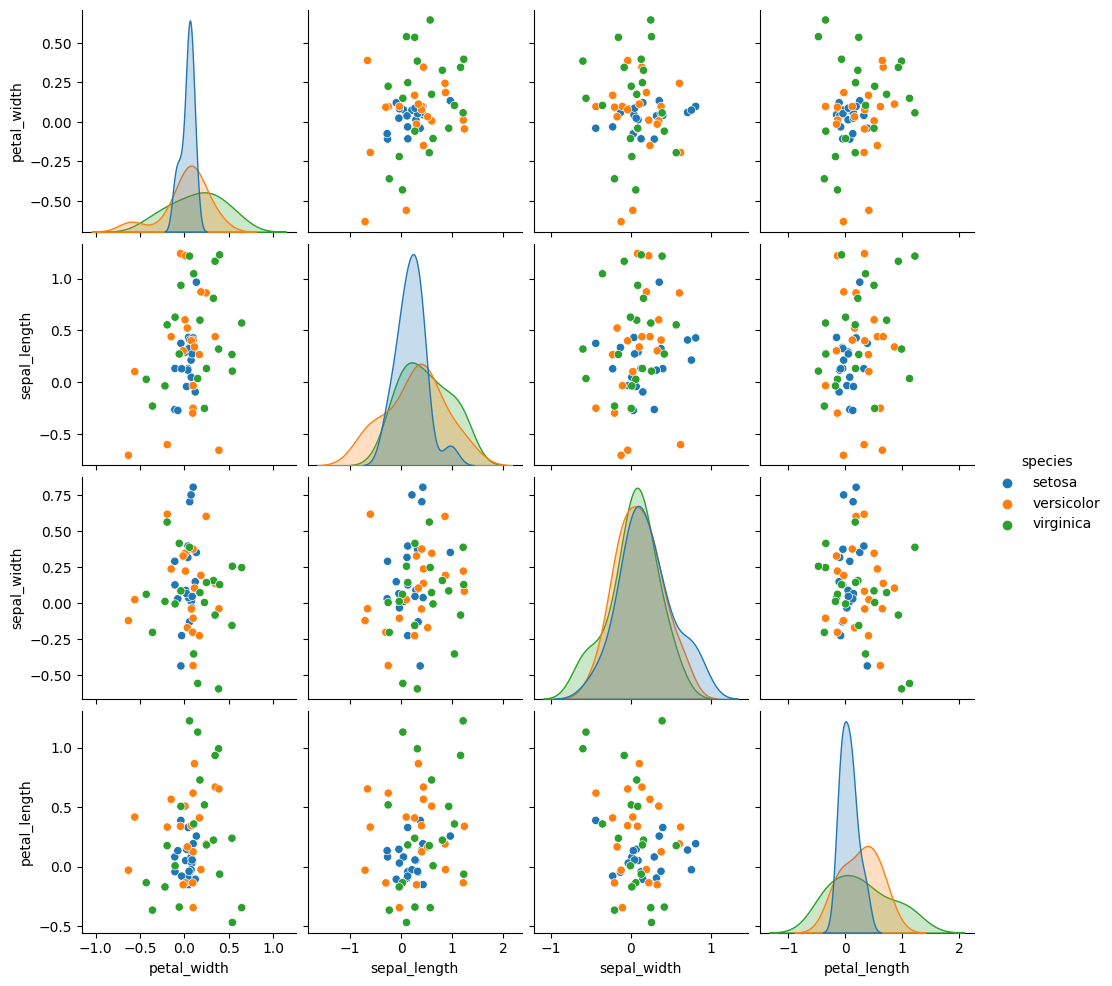 petal_width
0.50
0.25
0.00
−0.25
−0.50
−1.0 −0.5 0.0 0.5 1.0
−1 0 1 2
−1 0 1
−1 0 1 2
sepal_length
1.0
0.5
0.0
−0.5
species
setosa
versicolor
virginica
sepal_width
0.75
0.50
0.25
0.00
−0.25
−0.50
petal_length
1.0
0.5
0.0
−0.5
petal_width sepal_length sepal_width petal_length